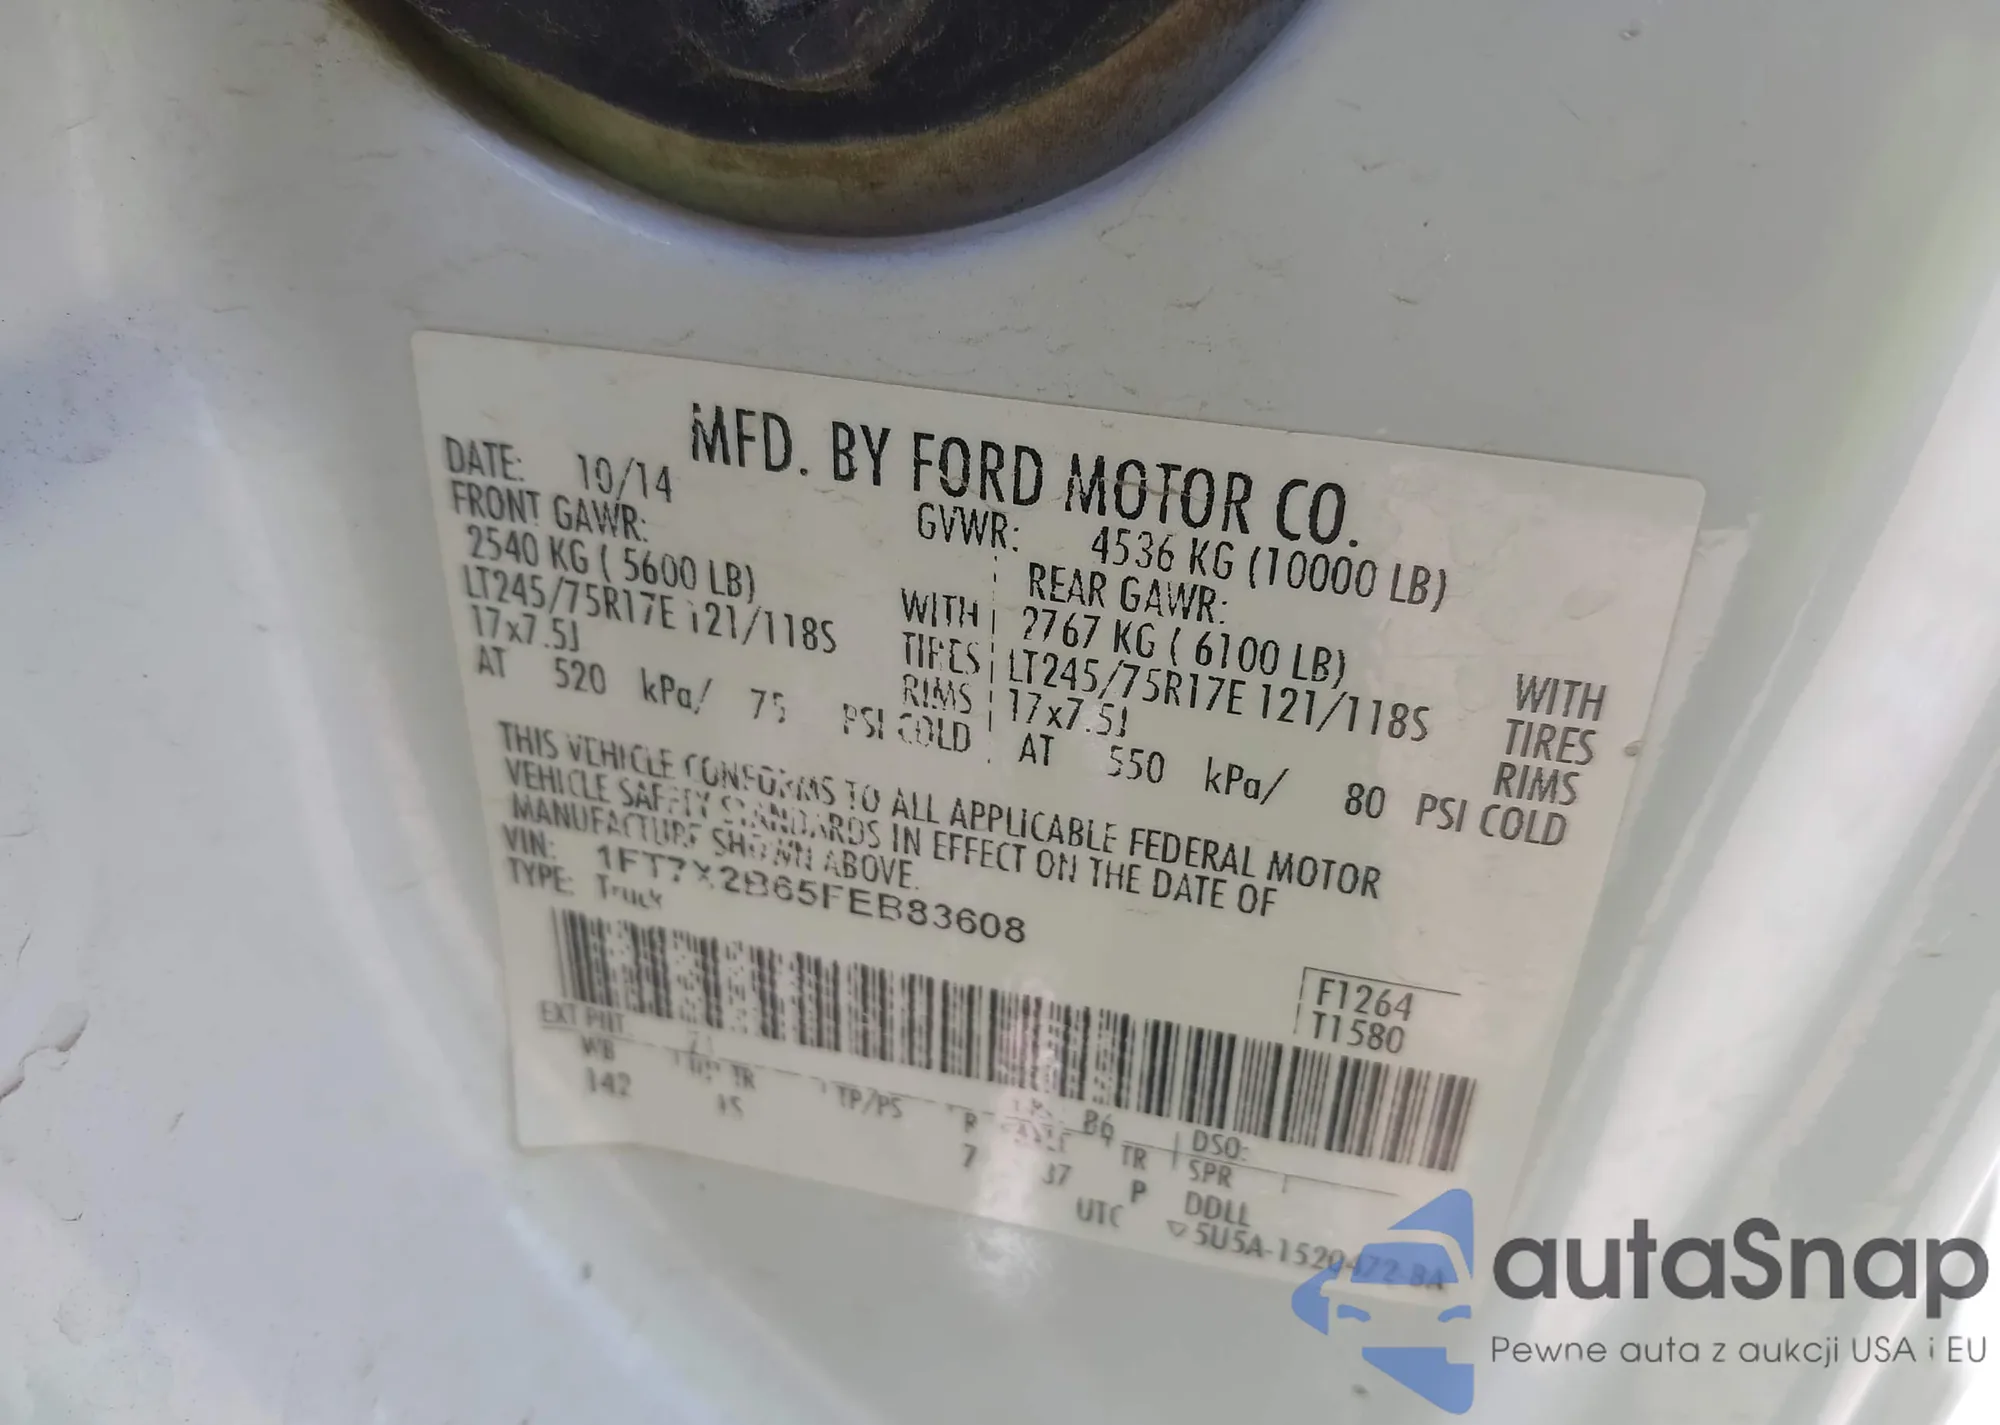 MFD. BY FORD MOTOR CO.
DATE: 10/14 GVWR: 4536 KG (10000 LB)
FRONT GAWR: REAR GAWR:
2540 KG ( 5600 LB) WITH 2767 KG ( 6100 LB) WITH
LT245/75R17E 121/118S TIRES LT245/75R17E 121/118S TIRES
17x7.5J RIMS 17x7.5J RIMS
AT 520 kPa/ 75 PSI COLD AT 550 kPa/ 80 PSI COLD
THIS VEHICLE CONFORMS TO ALL APPLICABLE FEDERAL MOTOR
VEHICLE SAFETY STANDARDS IN EFFECT ON THE DATE OF
MANUFACTURE SHOWN ABOVE.
VIN: 1FT7X2B65FEB83608
TYPE: Truck
F1264
T1580
EXT PNT: B6 DSO:
WB TR TP/PS R TR SPR
142 15 7 37 P DDLL
UTC ▽ 5U5A-1520472-BA
autaSnap
Pewne auta z aukcji USA i EU